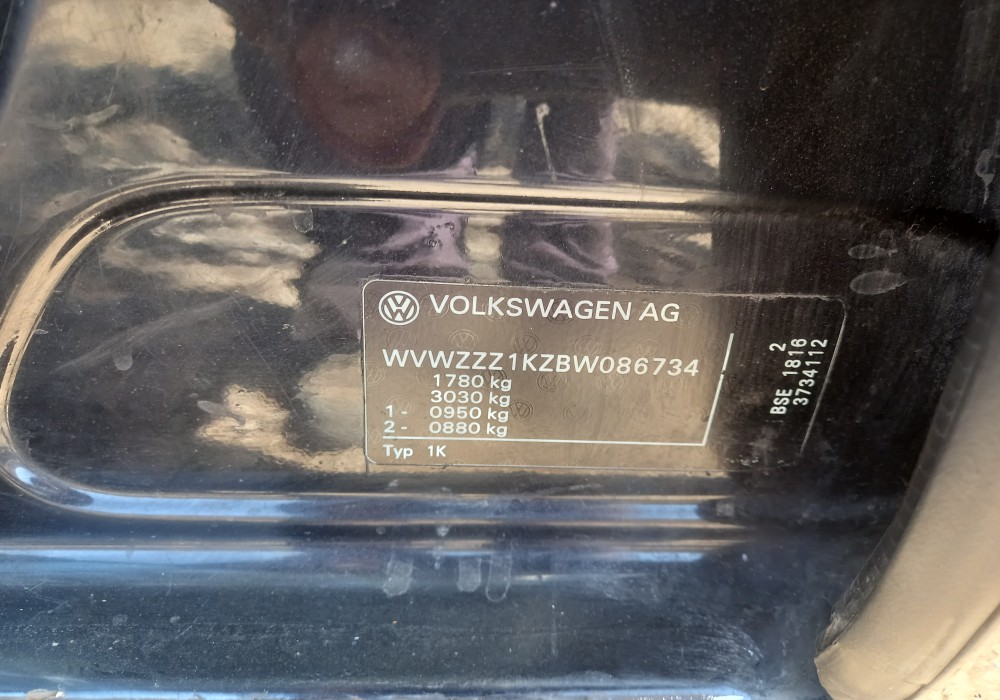 VOLKSWAGEN AG
WVWZZZ1KZBW086734
1780 kg
3030 kg
1 - 0950 kg
2 - 0880 kg
Typ 1K
2
BSE 1816
3734112